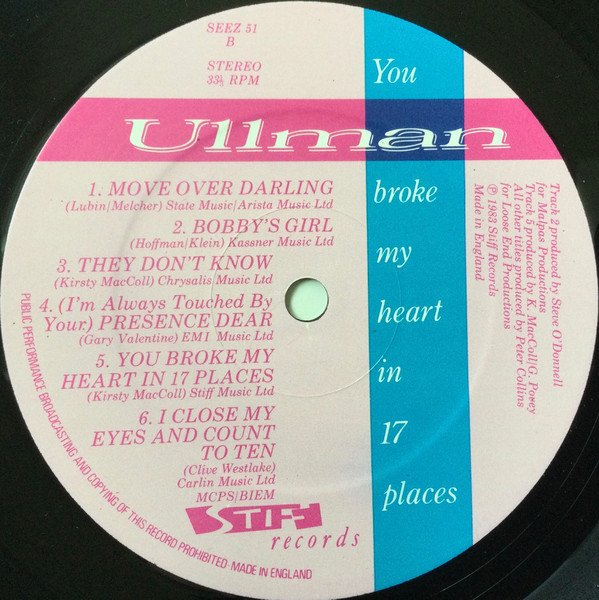 SEEZ 51
B
STEREO
33⅓ RPM
You
Ullman
broke
my
heart
in
17
places
1. MOVE OVER DARLING
(Lubin/Melcher) State Music/Arista Music Ltd
2. BOBBY'S GIRL
(Hoffman/Klein) Kassner Music Ltd
3. THEY DON'T KNOW
(Kirsty MacColl) Chrysalis Music Ltd
4. (I'm Always Touched By
Your) PRESENCE DEAR
(Gary Valentine) EMI Music Ltd
5. YOU BROKE MY
HEART IN 17 PLACES
(Kirsty MacColl) Stiff Music Ltd
6. I CLOSE MY
EYES AND COUNT
TO TEN
(Clive Westlake)
Carlin Music Ltd
MCPS/BIEM
STIFF
records
Track 2 produced by Steve O'Donnell
for Malpas Productions
Track 5 produced by K. MacColl/G. Povey
All other titles produced by Peter Collins
for Loose End Productions
℗ 1983 Stiff Records
Made in England
PUBLIC PERFORMANCE BROADCASTING AND COPYING OF THIS RECORD PROHIBITED·MADE IN ENGLAND